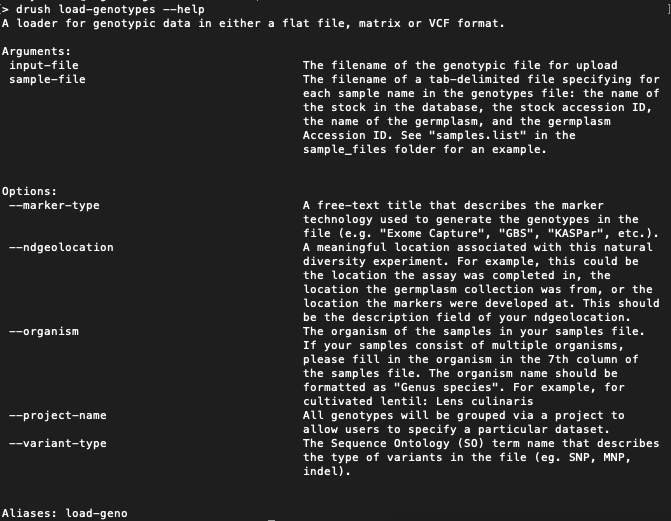 > drush load-genotypes --help
A loader for genotypic data in either a flat file, matrix or VCF format.
Arguments:
input-file The filename of the genotypic file for upload
sample-file The filename of a tab-delimited file specifying for
each sample name in the genotypes file: the name of
the stock in the database, the stock accession ID,
the name of the germplasm, and the germplasm
Accession ID. See "samples.list" in the
sample_files folder for an example.
Options:
--marker-type A free-text title that describes the marker
technology used to generate the genotypes in the
file (e.g. "Exome Capture", "GBS", "KASPar", etc.).
--ndgeolocation A meaningful location associated with this natural
diversity experiment. For example, this could be
the location the assay was completed in, the
location the germplasm collection was from, or the
location the markers were developed at. This should
be the description field of your ndgeolocation.
--organism The organism of the samples in your samples file.
If your samples consist of multiple organisms,
please fill in the organism in the 7th column of
the samples file. The organism name should be
formatted as "Genus species". For example, for
cultivated lentil: Lens culinaris
--project-name All genotypes will be grouped via a project to
allow users to specify a particular dataset.
--variant-type The Sequence Ontology (SO) term name that describes
the type of variants in the file (eg. SNP, MNP,
indel).
Aliases: load-geno